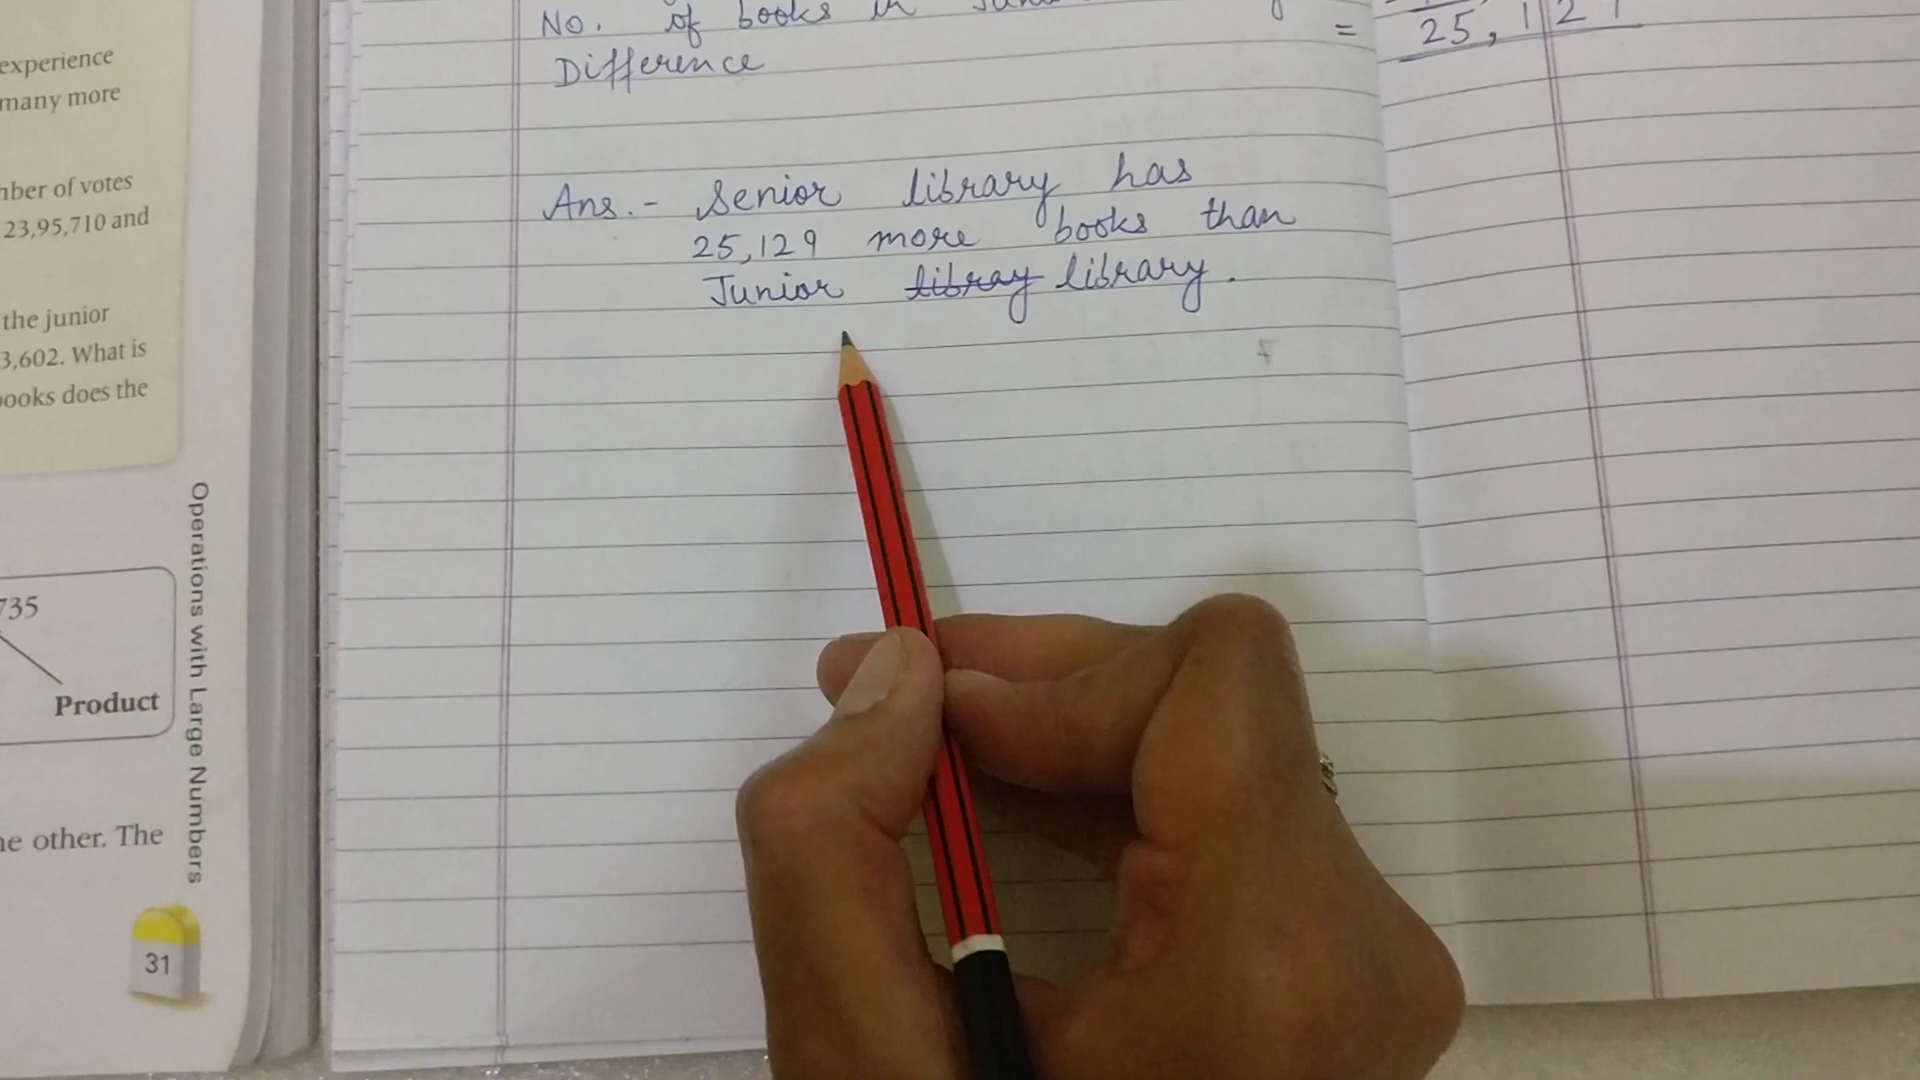 experience
many more
ber of votes
23,95,710 and
the junior
3,602. What is
ooks does the
735
Product
e other. The
Operations with Large Numbers
31
No. of books in
Difference
= 25,12
Ans.- Senior library has
25,129 more books than
Junior libray library.